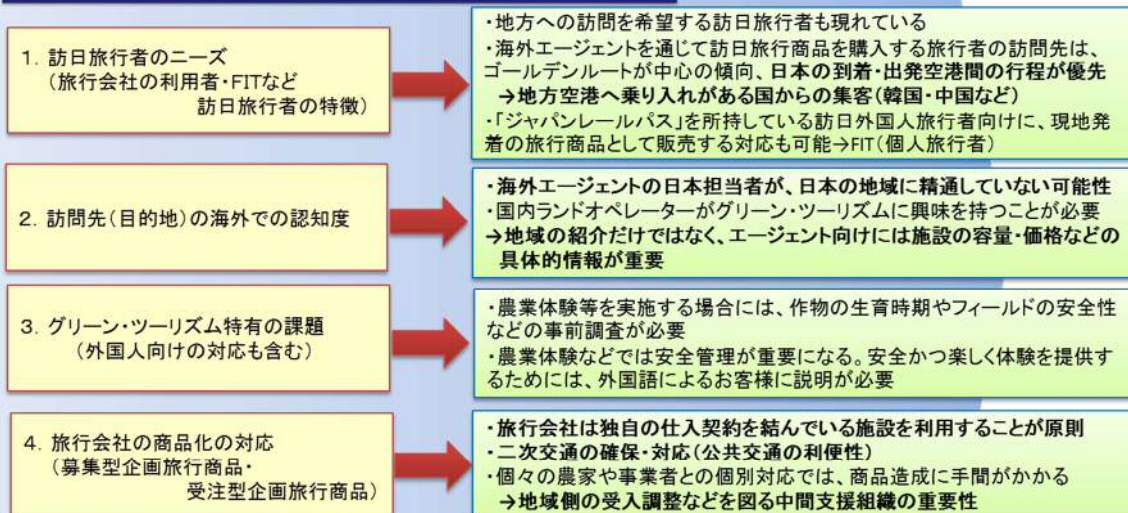 1．訪日旅行者のニーズ
（旅行会社の利用者・FITなど
訪日旅行者の特徴）
・地方への訪問を希望する訪日旅行者も現れている
・海外エージェントを通じて訪日旅行商品を購入する旅行者の訪問先は、
ゴールデンルートが中心の傾向、日本の到着・出発空港間の行程が優先
→地方空港へ乗り入れがある国からの集客（韓国・中国など）
・「ジャパンレールパス」を所持している訪日外国人旅行者向けに、現地発
着の旅行商品として販売する対応も可能→FIT（個人旅行者）
2．訪問先（目的地）の海外での認知度
・海外エージェントの日本担当者が、日本の地域に精通していない可能性
・国内ランドオペレーターがグリーン・ツーリズムに興味を持つことが必要
→地域の紹介だけではなく、エージェント向けには施設の容量・価格などの
具体的情報が重要
3．グリーン・ツーリズム特有の課題
（外国人向けの対応も含む）
・農業体験等を実施する場合には、作物の生育時期やフィールドの安全性
などの事前調査が必要
・農業体験などでは安全管理が重要になる。安全かつ楽しく体験を提供す
るためには、外国語によるお客様に説明が必要
4．旅行会社の商品化の対応
（募集型企画旅行商品・
受注型企画旅行商品）
・旅行会社は独自の仕入契約を結んでいる施設を利用することが原則
・二次交通の確保・対応（公共交通の利便性）
・個々の農家や事業者との個別対応では、商品造成に手間がかかる
→地域側の受入調整などを図る中間支援組織の重要性